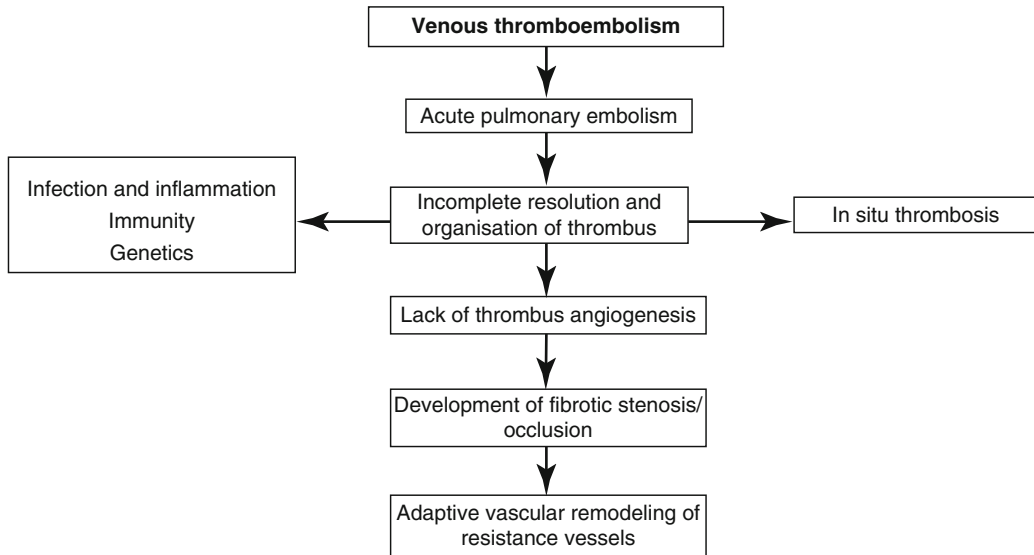 Venous thromboembolism
Acute pulmonary embolism
Infection and inflammation
Immunity
Genetics
Incomplete resolution and
organisation of thrombus
In situ thrombosis
Lack of thrombus angiogenesis
Development of fibrotic stenosis/
occlusion
Adaptive vascular remodeling of
resistance vessels